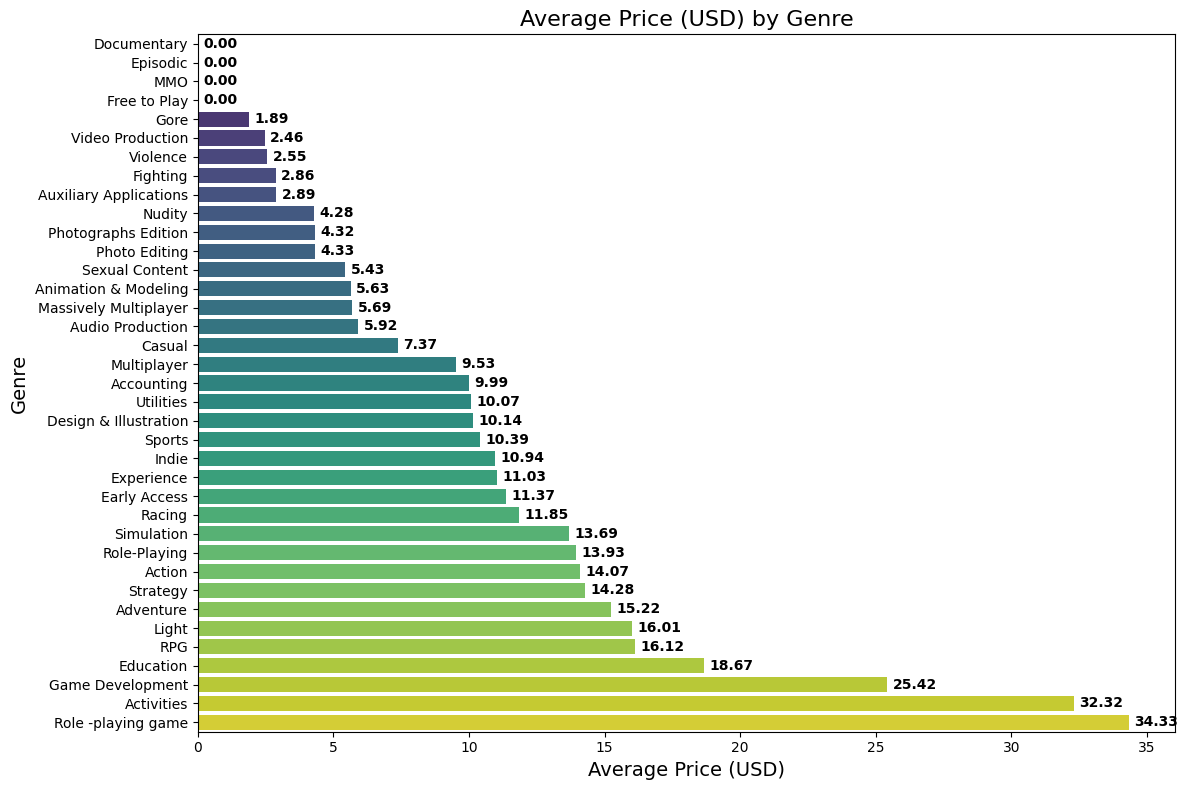 Average Price (USD) by Genre
Documentary 0.00
Episodic 0.00
MMO 0.00
Free to Play 0.00
Gore 1.89
Video Production 2.46
Violence 2.55
Fighting 2.86
Auxiliary Applications 2.89
Nudity 4.28
Photographs Edition 4.32
Photo Editing 4.33
Sexual Content 5.43
Animation & Modeling 5.63
Massively Multiplayer 5.69
Audio Production 5.92
Casual 7.37
Multiplayer 9.53
Accounting 9.99
Utilities 10.07
Design & Illustration 10.14
Sports 10.39
Indie 10.94
Experience 11.03
Early Access 11.37
Racing 11.85
Simulation 13.69
Role-Playing 13.93
Action 14.07
Strategy 14.28
Adventure 15.22
Light 16.01
RPG 16.12
Education 18.67
Game Development 25.42
Activities 32.32
Role -playing game 34.33
Genre
0 5 10 15 20 25 30 35
Average Price (USD)